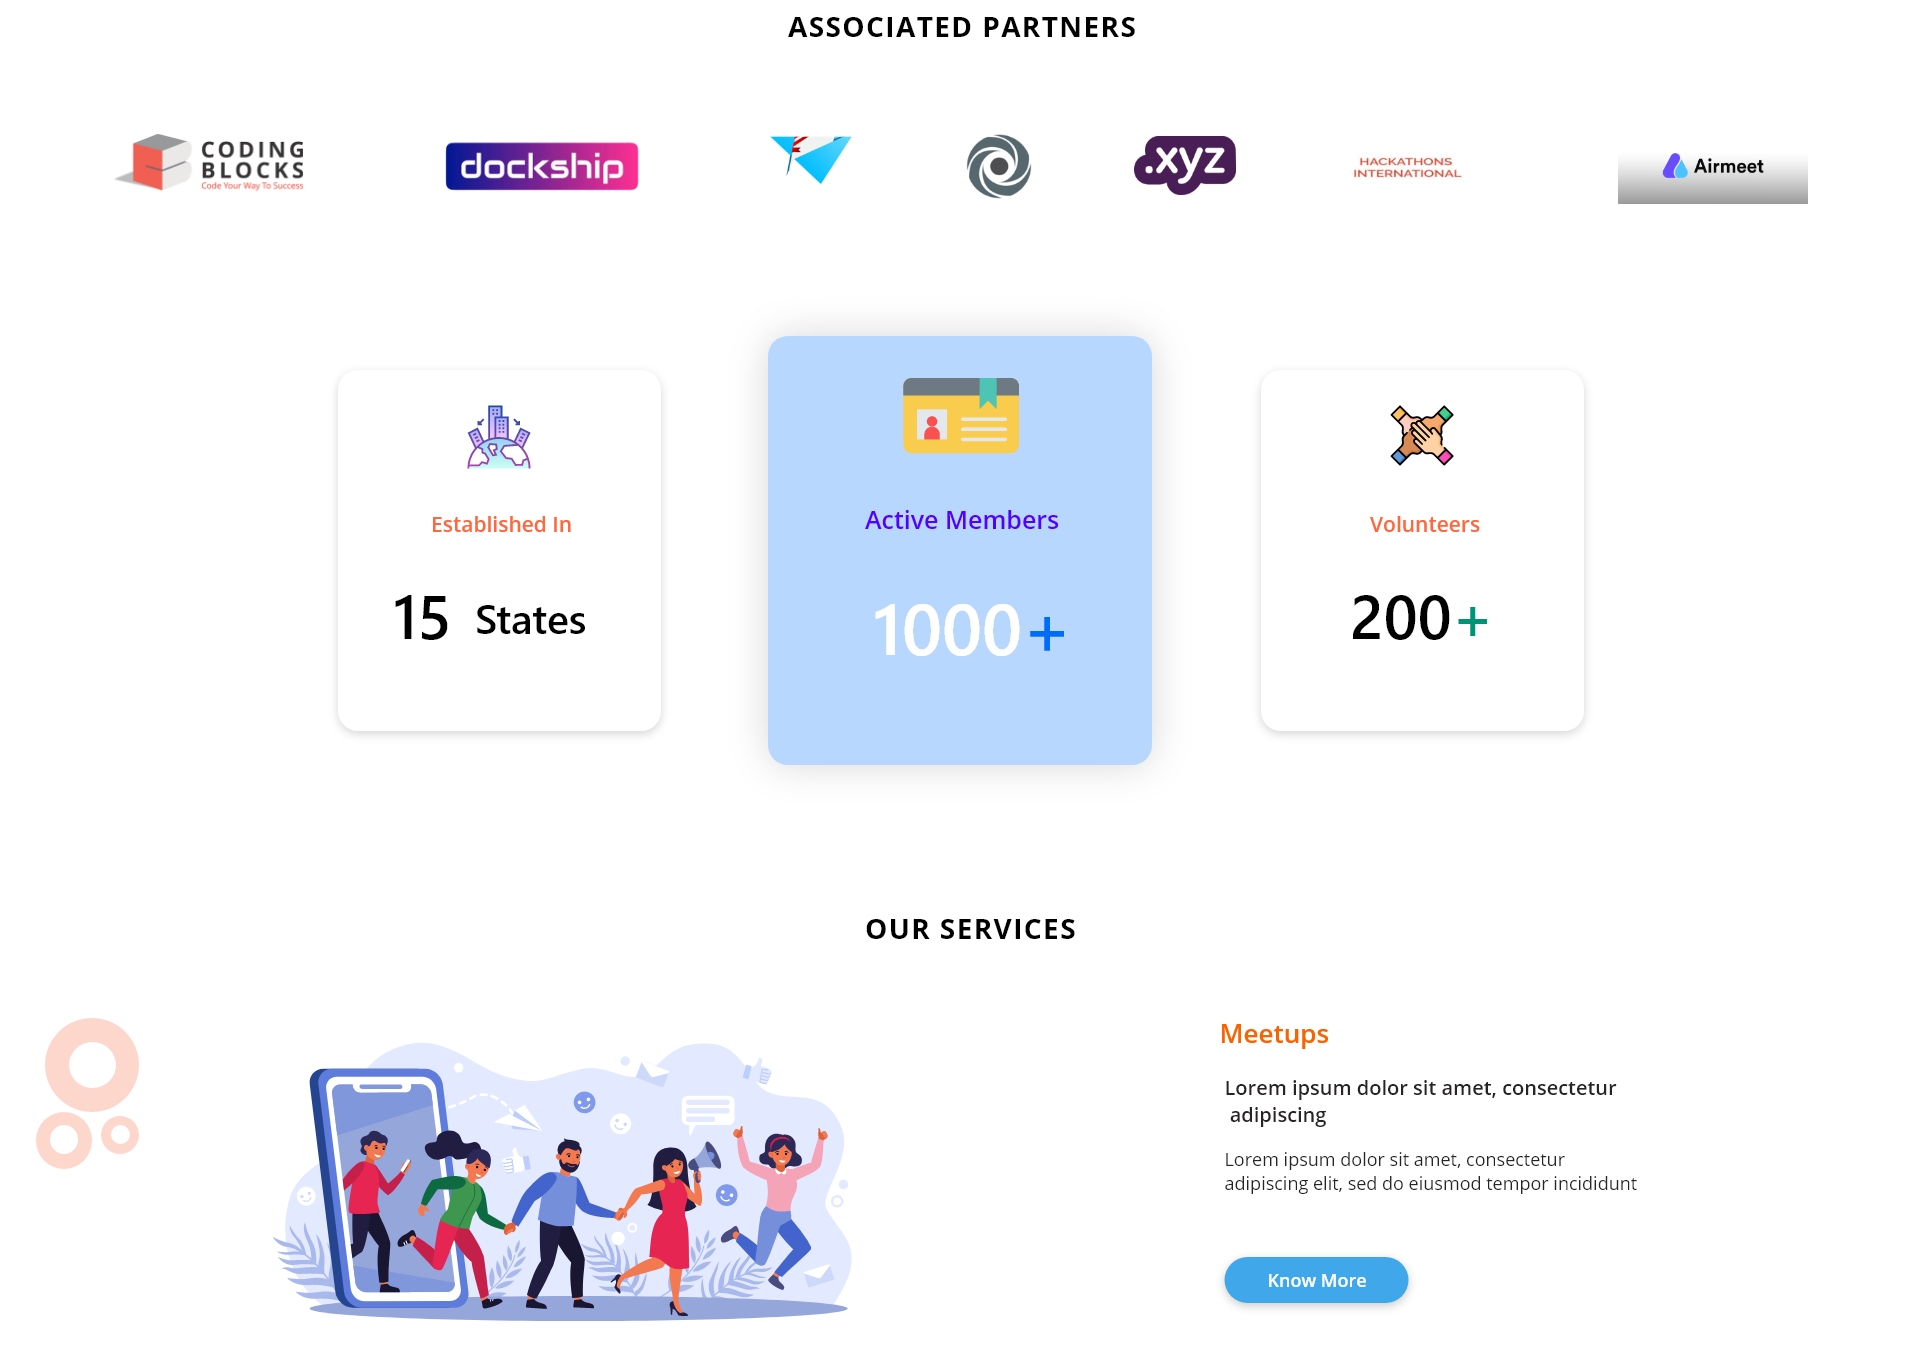 ASSOCIATED PARTNERS
CODING
BLOCKS
Code Your Way To Success
dockship
.xyz
HACKATHONS
INTERNATIONAL
Airmeet
Established In
15 States
Active Members
1000+
Volunteers
200+
OUR SERVICES
Meetups
Lorem ipsum dolor sit amet, consectetur
adipiscing
Lorem ipsum dolor sit amet, consectetur
adipiscing elit, sed do eiusmod tempor incididunt
Know More